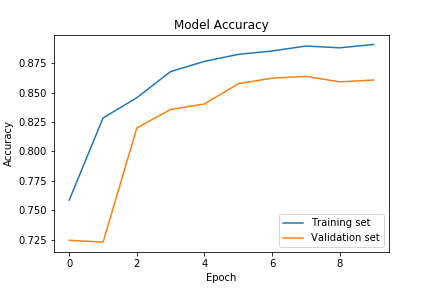 Model Accuracy
Accuracy
0.875
0.850
0.825
0.800
0.775
0.750
0.725
Training set
Validation set
0 2 4 6 8
Epoch